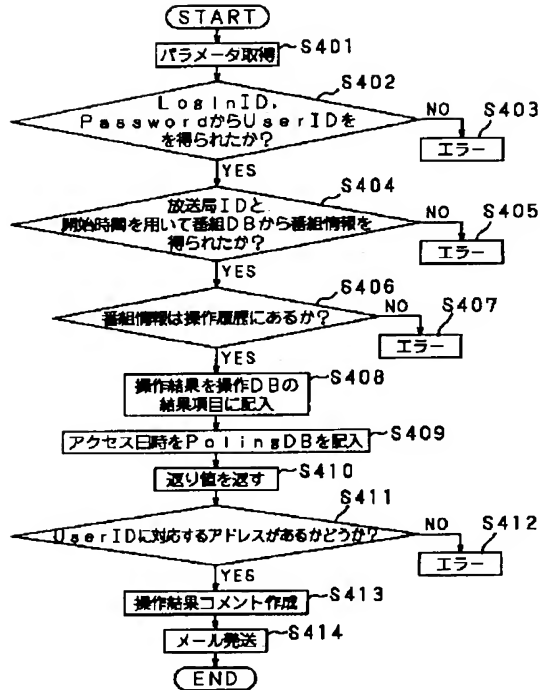 START
パラメータ取得
S401
S402
LoginID,
PasswordからUserIDを
を得られたか?
NO
S403
エラー
YES
S404
放送局IDと
開始時間を用いて番組DBから番組情報を
得られたか?
NO
S405
エラー
YES
S406
番組情報は操作履歴にあるか?
NO
S407
エラー
YES
S408
操作結果を操作DBの
結果項目に記入
アクセス日時をPolingDBを記入
S409
返り値を返す
S410
S411
UserIDに対応するアドレスがあるかどうか?
NO
S412
エラー
YES
操作結果コメント作成
S413
メール発送
S414
END